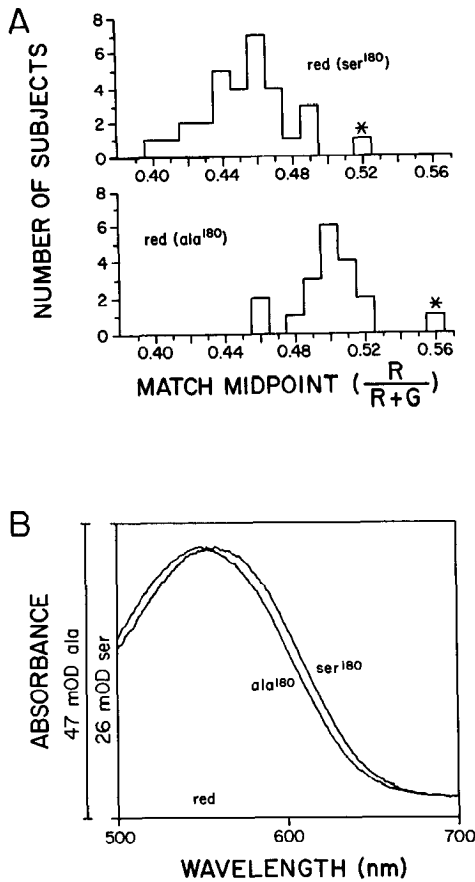 A
NUMBER OF SUBJECTS
8
6
4
2
0
red (ser180)
*
0.40 0.44 0.48 0.52 0.56
8
6
4
2
0
red (ala180)
*
0.40 0.44 0.48 0.52 0.56
MATCH MIDPOINT (R/R+G)
B
ABSORBANCE
47 mOD ala
26 mOD ser
ala180
ser180
red
500 600 700
WAVELENGTH (nm)